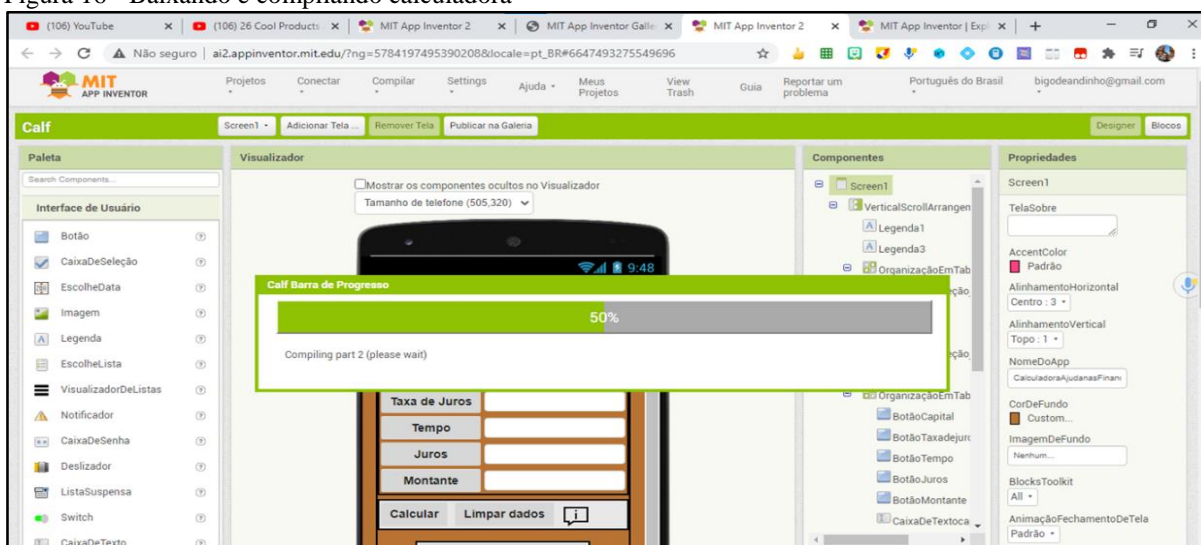 Figura 16 - Baixando e compilando calculadora
(106) YouTube
(106) 26 Cool Products
MIT App Inventor 2
MIT App Inventor Galle
MIT App Inventor 2
MIT App Inventor | Expl
Não seguro
ai2.appinventor.mit.edu/?ng=5784197495390208&locale=pt_BR#6647493275549696
MIT
APP INVENTOR
Projetos
Conectar
Compilar
Settings
Ajuda
Meus
Projetos
View
Trash
Guia
Reportar um
problema
Português do Brasil
bigodeandinho@gmail.com
Calf
Screen1
Adicionar Tela ...
Remover Tela
Publicar na Galeria
Designer
Blocos
Paleta
Search Components...
Interface de Usuário
Botão
CaixaDeSeleção
EscolheData
Imagem
Legenda
EscolheLista
VisualizadorDeListas
Notificador
CaixaDeSenha
Deslizador
ListaSuspensa
Switch
CaixaDeTexto
Visualizador
Mostrar os componentes ocultos no Visualizador
Tamanho de telefone (505,320)
9:48
Calf Barra de Progresso
50%
Compiling part 2 (please wait)
Taxa de Juros
Tempo
Juros
Montante
Calcular
Limpar dados
Componentes
Screen1
VerticalScrollArrangen
Legenda1
Legenda3
OrganizaçãoEmTab
eção
eção
OrganizaçãoEmTab
BotãoCapital
BotãoTaxadejuro
BotãoTempo
BotãoJuros
BotãoMontante
CaixaDeTextoca
Propriedades
Screen1
TelaSobre
AccentColor
Padrão
AlinhamentoHorizontal
Centro : 3
AlinhamentoVertical
Topo : 1
NomeDoApp
CalculadoraAjudanasFinan
CorDeFundo
Custom...
ImagemDeFundo
Nenhum...
BlocksToolkit
All
AnimaçãoFechamentoDeTela
Padrão